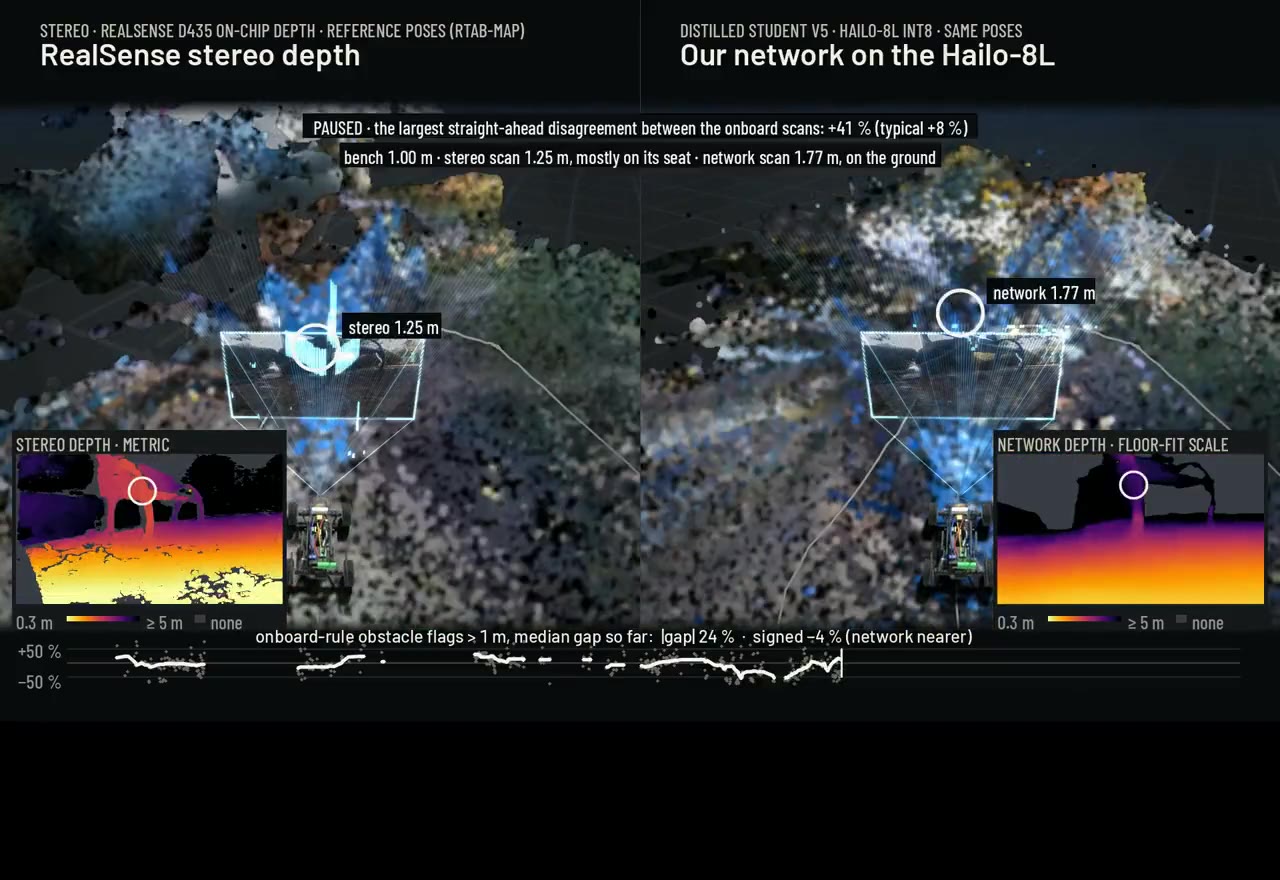 STEREO · REALSENSE D435 ON-CHIP DEPTH · REFERENCE POSES (RTAB-MAP)
RealSense stereo depth
DISTILLED STUDENT V5 · HAILO-8L INT8 · SAME POSES
Our network on the Hailo-8L
PAUSED · the largest straight-ahead disagreement between the onboard scans: +41 % (typical +8 %)
bench 1.00 m · stereo scan 1.25 m, mostly on its seat · network scan 1.77 m, on the ground
network 1.77 m
stereo 1.25 m
STEREO DEPTH · METRIC
0.3 m ≥ 5 m none
NETWORK DEPTH · FLOOR-FIT SCALE
0.3 m ≥ 5 m none
onboard-rule obstacle flags > 1 m, median gap so far: |gap| 24 % · signed −4 % (network nearer)
+50 %
−50 %